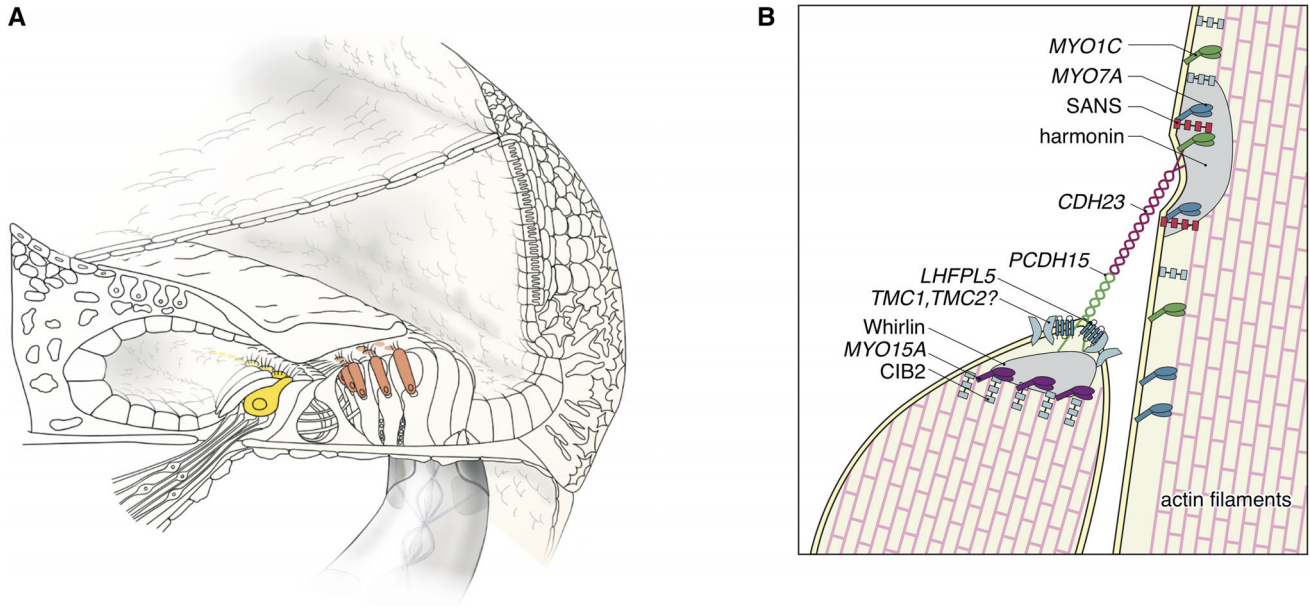 A
B
MYO1C
MYO7A
SANS
harmonin
CDH23
PCDH15
LHFPL5
TMC1,TMC2?
Whirlin
MYO15A
CIB2
actin filaments